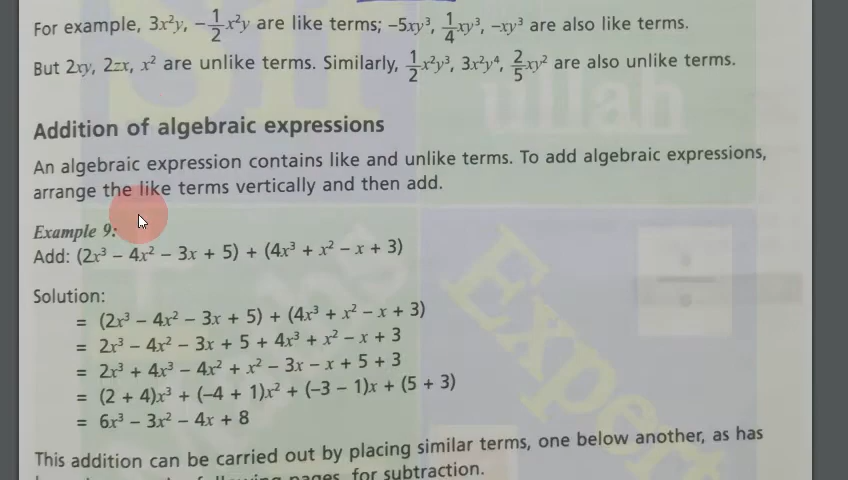 For example, 3x²y, −1/2x²y are like terms; −5xy³, 1/4xy³, −xy³ are also like terms.
But 2xy, 2zx, x² are unlike terms. Similarly, 1/2x²y³, 3x²y⁴, 2/5xy² are also unlike terms.
Addition of algebraic expressions
An algebraic expression contains like and unlike terms. To add algebraic expressions,
arrange the like terms vertically and then add.
Example 9:
Add: (2x³ − 4x² − 3x + 5) + (4x³ + x² − x + 3)
Solution:
= (2x³ − 4x² − 3x + 5) + (4x³ + x² − x + 3)
= 2x³ − 4x² − 3x + 5 + 4x³ + x² − x + 3
= 2x³ + 4x³ − 4x² + x² − 3x − x + 5 + 3
= (2 + 4)x³ + (−4 + 1)x² + (−3 − 1)x + (5 + 3)
= 6x³ − 3x² − 4x + 8
This addition can be carried out by placing similar terms, one below another, as has
pages, for subtraction.
ullah
Expert